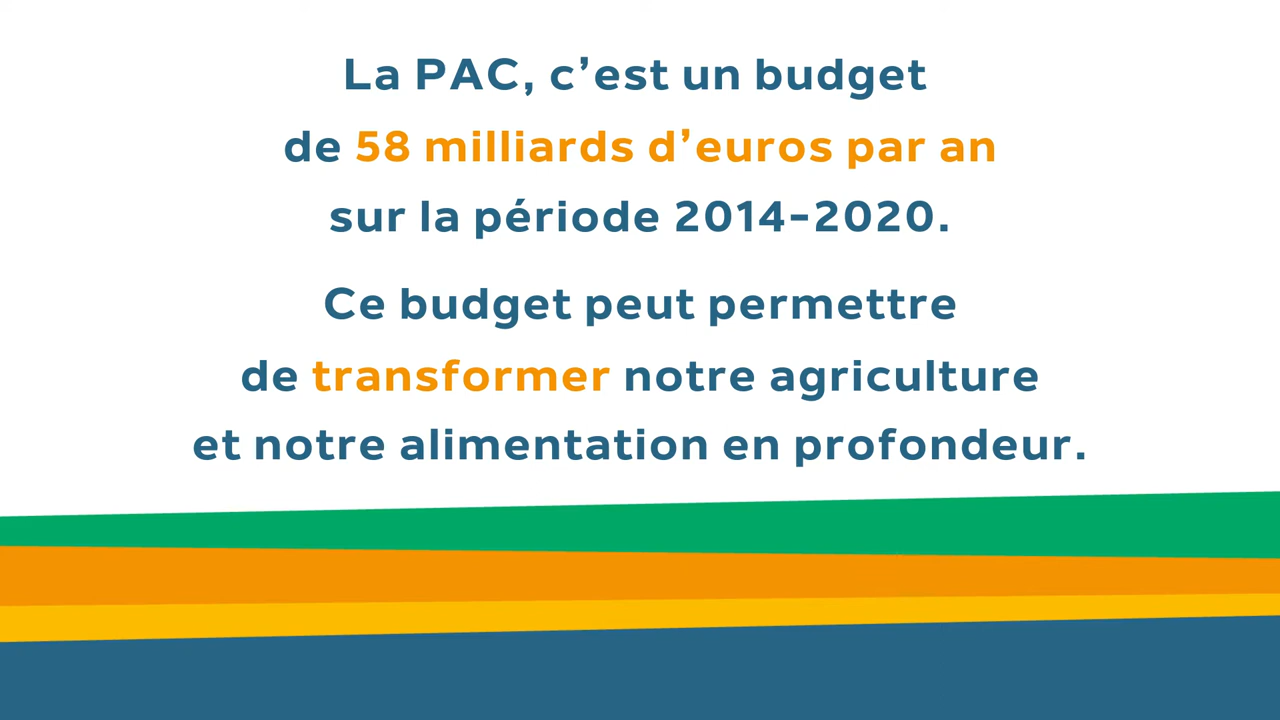 La PAC, c’est un budget
de 58 milliards d’euros par an
sur la période 2014-2020.
Ce budget peut permettre
de transformer notre agriculture
et notre alimentation en profondeur.